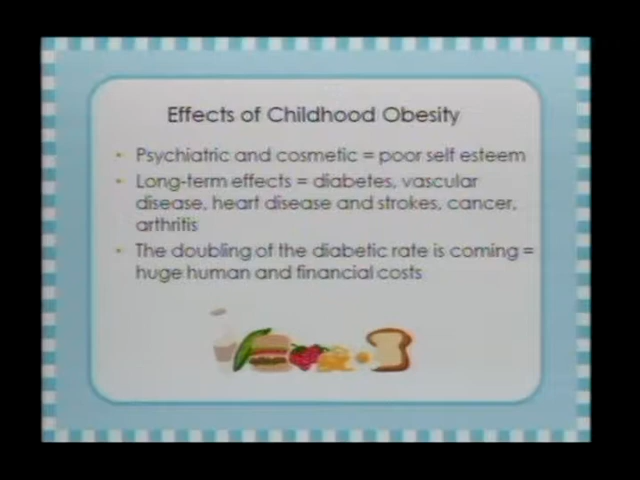 Effects of Childhood Obesity
• Psychiatric and cosmetic = poor self esteem
• Long-term effects = diabetes, vascular
disease, heart disease and strokes, cancer,
arthritis
• The doubling of the diabetic rate is coming =
huge human and financial costs